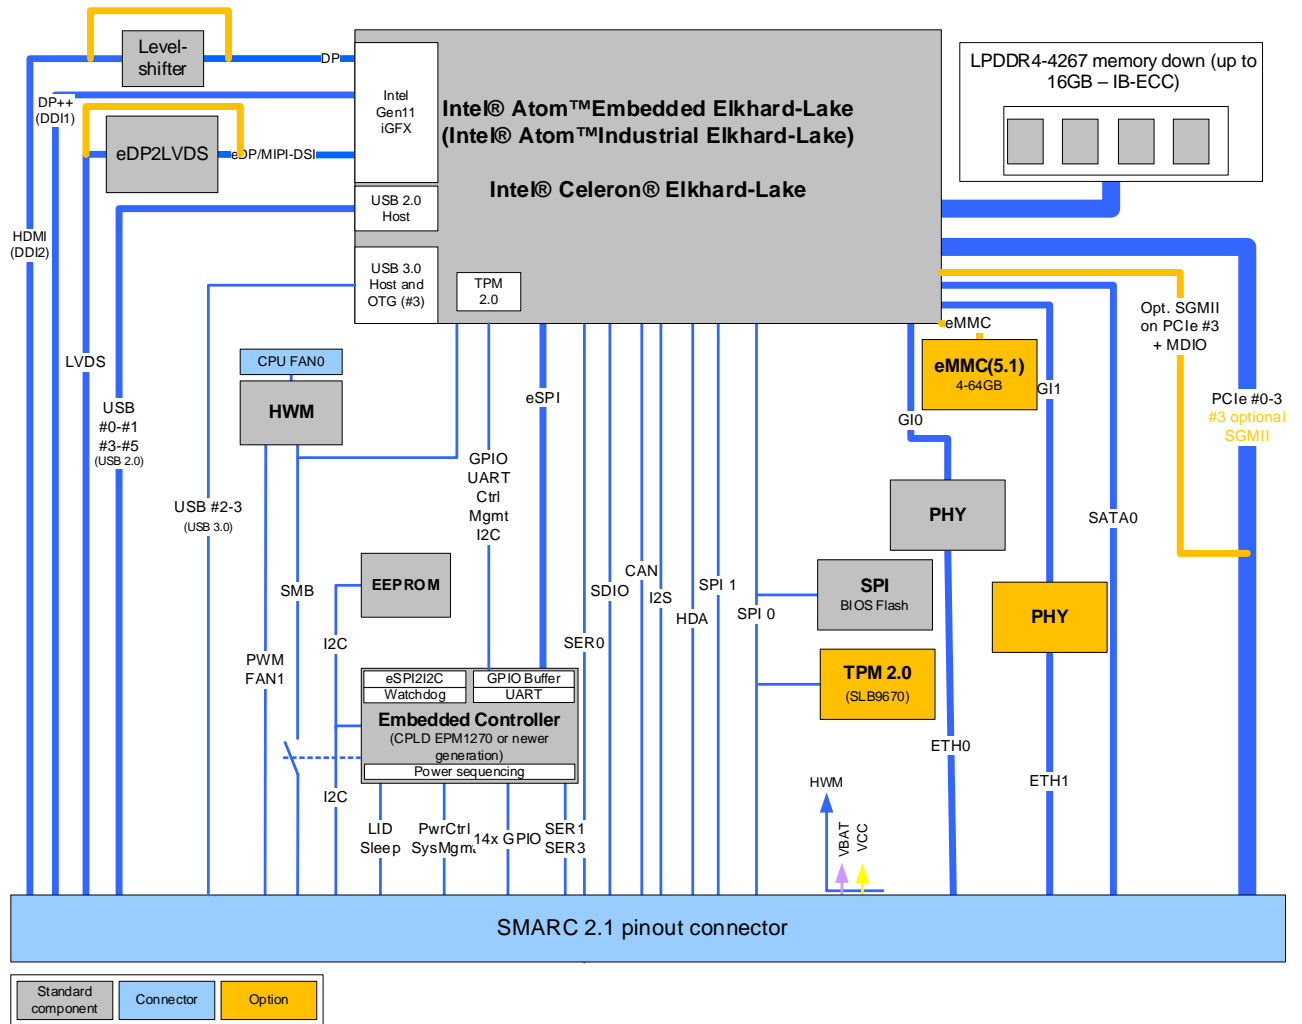 Level-
shifter
DP
DP++
(DDI1)
eDP2LVDS
eDP/MIPI-DSI
Intel
Gen11
iGFX
Intel® Atom™Embedded Elkhard-Lake
(Intel® Atom™Industrial Elkhard-Lake)
Intel® Celeron® Elkhard-Lake
LPDDR4-4267 memory down (up to
16GB – IB-ECC)
USB 2.0
Host
HDMI
(DDI2)
USB 3.0
Host and
OTG (#3)
TPM
2.0
eMMC
eMMC(5.1)
4-64GB
Opt. SGMII
on PCIe #3
+ MDIO
LVDS
CPU FAN0
HWM
USB
#0-#1
#3-#5
(USB 2.0)
eSPI
GI0
GI1
PCIe #0-3
#3 optional
SGMII
GPIO
UART
Ctrl
Mgmt
I2C
USB #2-3
(USB 3.0)
PHY
SATA0
EEPROM
SMB
SDIO
CAN
I2S
HDA
SPI 1
SPI 0
SPI
BIOS Flash
PHY
I2C
SER0
PWM
FAN1
eSPI2I2C
Watchdog
GPIO Buffer
UART
Embedded Controller
(CPLD EPM1270 or newer
generation)
Power sequencing
TPM 2.0
(SLB9670)
ETH0
ETH1
I2C
LID
Sleep
PwrCtrl
SysMgmt
14x GPIO
SER1
SER3
HWM
VBAT
VCC
SMARC 2.1 pinout connector
Standard
component
Connector
Option